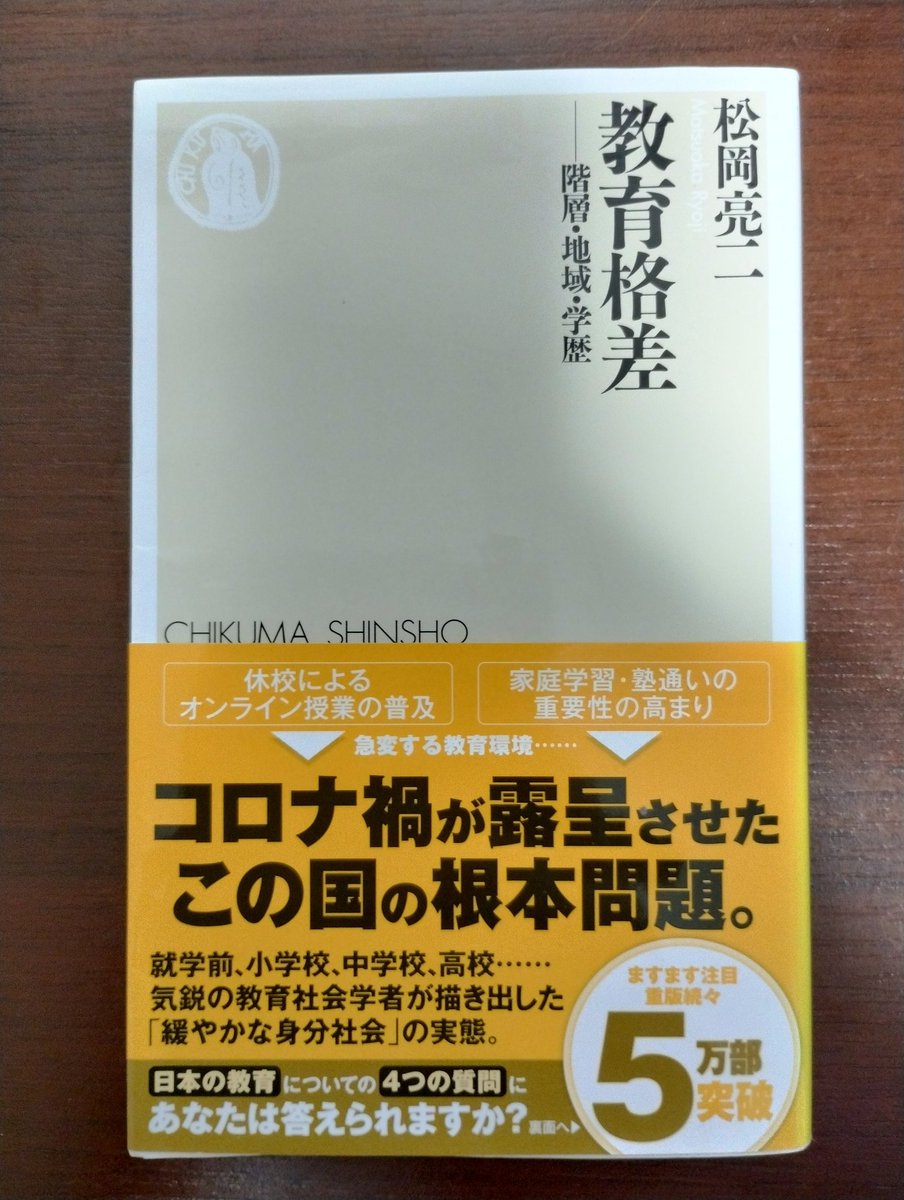 松岡亮二
Matsuoka Ryoji
教育格差
──階層・地域・学歴
CHIKUMA SHINSHO
休校による
オンライン授業の普及
家庭学習・塾通いの
重要性の高まり
急変する教育環境……
コロナ禍が露呈させた
この国の根本問題。
就学前、小学校、中学校、高校……
気鋭の教育社会学者が描き出した
「緩やかな身分社会」の実態。
ますます注目
重版続々
5万部
突破
日本の教育についての4つの質問に
あなたは答えられますか?裏面へ▶